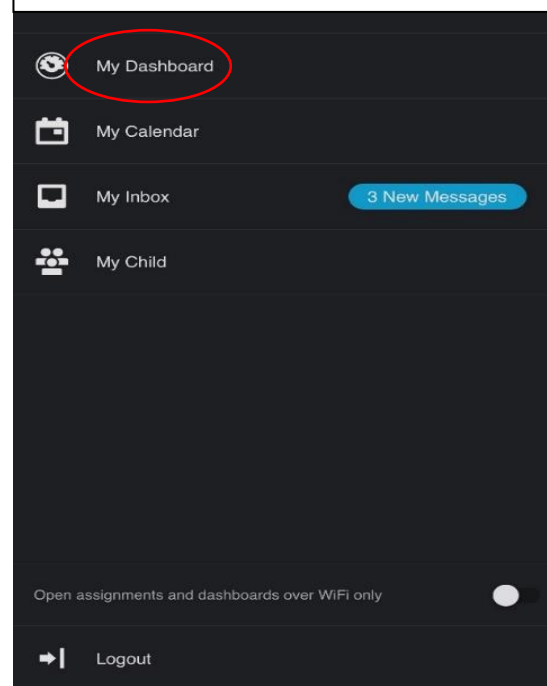 My Dashboard
My Calendar
My Inbox
3 New Messages
My Child
Open assignments and dashboards over WiFi only
Logout